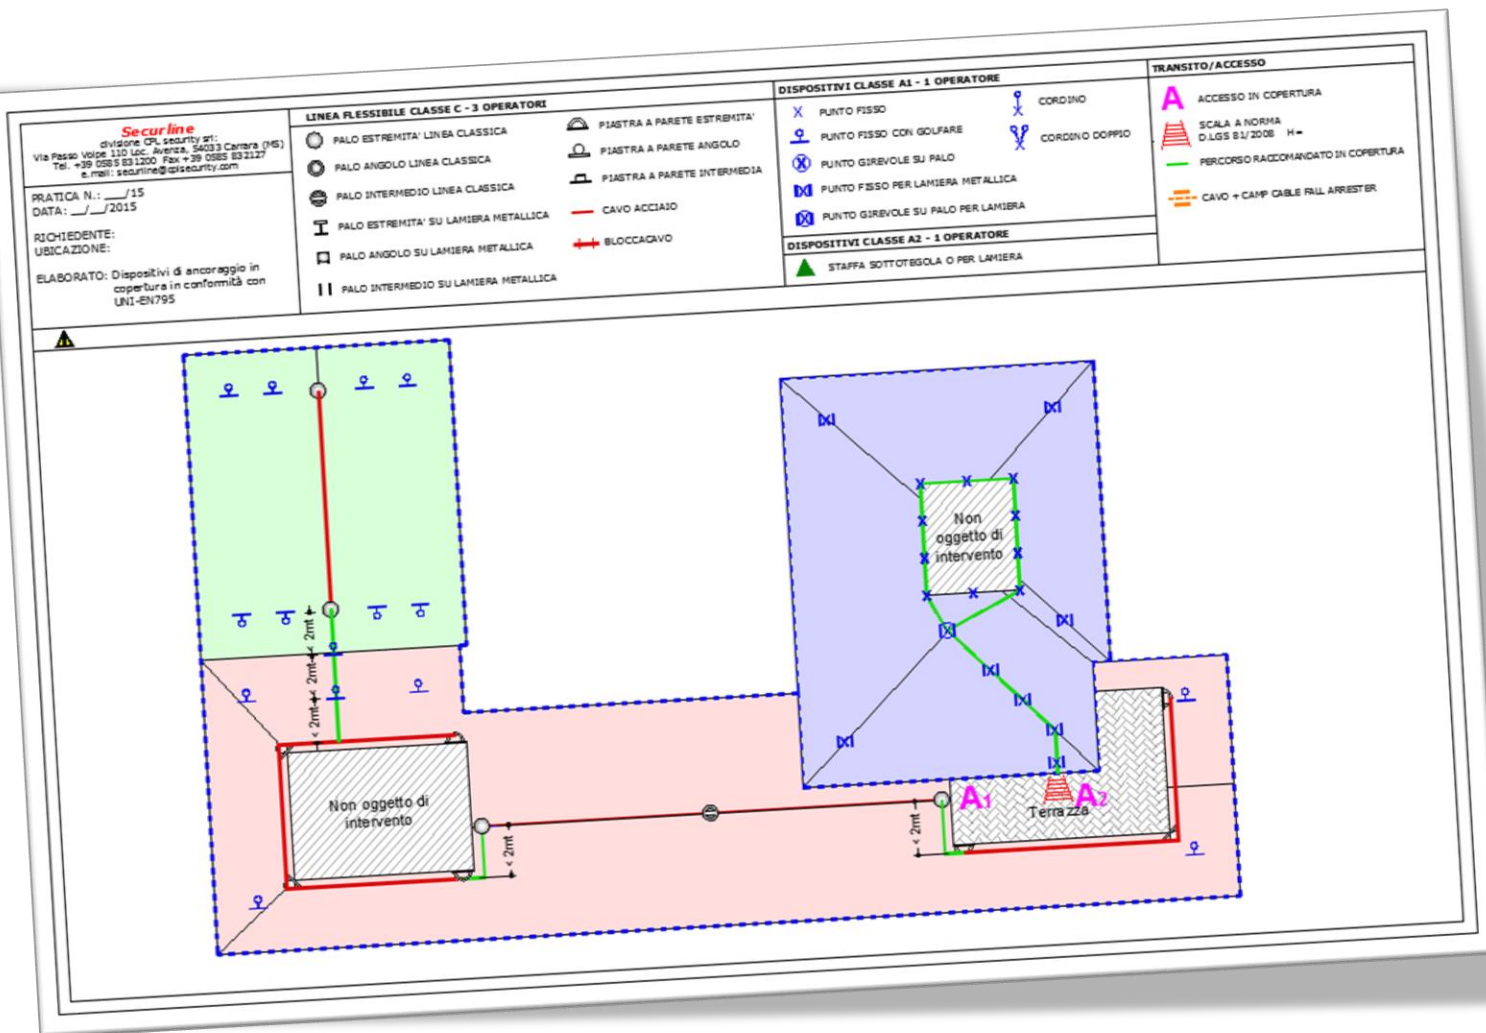 Securline
divisione CPL security srl:
Via Passo Volpe 110 Loc. Avenza, 54033 Carrara (MS)
Tel. +39 0585 831200 Fax +39 0585 832127
e.mail: securline@cplsecurity.com
PRATICA N.: ___/15
DATA: __/__/2015
RICHIEDENTE:
UBICAZIONE:
ELABORATO: Dispositivi di ancoraggio in
copertura in conformità con
UNI-EN795
LINEA FLESSIBILE CLASSE C - 3 OPERATORI
PALO ESTREMITA' LINEA CLASSICA
PALO ANGOLO LINEA CLASSICA
PALO INTERMEDIO LINEA CLASSICA
PALO ESTREMITA' SU LAMIERA METALLICA
PALO ANGOLO SU LAMIERA METALLICA
PALO INTERMEDIO SU LAMIERA METALLICA
PIASTRA A PARETE ESTREMITA'
PIASTRA A PARETE ANGOLO
PIASTRA A PARETE INTERMEDIA
CAVO ACCIAIO
BLOCCACAVO
DISPOSITIVI CLASSE A1 - 1 OPERATORE
PUNTO FISSO
PUNTO FISSO CON GOLFARE
PUNTO GIREVOLE SU PALO
PUNTO FISSO PER LAMIERA METALLICA
PUNTO GIREVOLE SU PALO PER LAMIERA
CORDINO
CORDINO DOPPIO
DISPOSITIVI CLASSE A2 - 1 OPERATORE
STAFFA SOTTOTEGOLA O PER LAMIERA
TRANSITO/ACCESSO
A ACCESSO IN COPERTURA
SCALA A NORMA
D.LGS 81/2008 H=
PERCORSO RACCOMANDATO IN COPERTURA
CAVO + CAMP CABLE FALL ARRESTER
Non
oggetto di
intervento
< 2mt
< 2mt
< 2mt
Non oggetto di
intervento
< 2mt
< 2mt
A1
A2
Terrazza